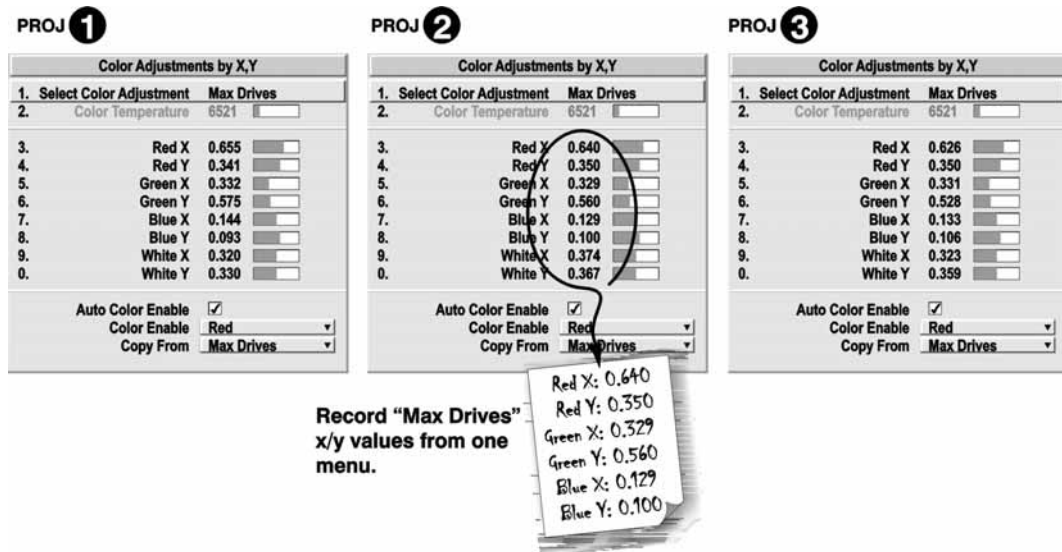 PROJ 1
Color Adjustments by X,Y
1. Select Color Adjustment Max Drives
2. Color Temperature 6521
3. Red X 0.655
4. Red Y 0.341
5. Green X 0.332
6. Green Y 0.575
7. Blue X 0.144
8. Blue Y 0.093
9. White X 0.320
0. White Y 0.330
Auto Color Enable
Color Enable Red
Copy From Max Drives
PROJ 2
Color Adjustments by X,Y
1. Select Color Adjustment Max Drives
2. Color Temperature 6521
3. Red X 0.640
4. Red Y 0.350
5. Green X 0.329
6. Green Y 0.560
7. Blue X 0.129
8. Blue Y 0.100
9. White X 0.374
0. White Y 0.367
Auto Color Enable
Color Enable Red
Copy From Max Drives
PROJ 3
Color Adjustments by X,Y
1. Select Color Adjustment Max Drives
2. Color Temperature 6521
3. Red X 0.626
4. Red Y 0.350
5. Green X 0.331
6. Green Y 0.528
7. Blue X 0.133
8. Blue Y 0.106
9. White X 0.323
0. White Y 0.359
Auto Color Enable
Color Enable Red
Copy From Max Drives
Record “Max Drives”
x/y values from one
menu.
Red X: 0.640
Red Y: 0.350
Green X: 0.329
Green Y: 0.560
Blue X: 0.129
Blue Y: 0.100